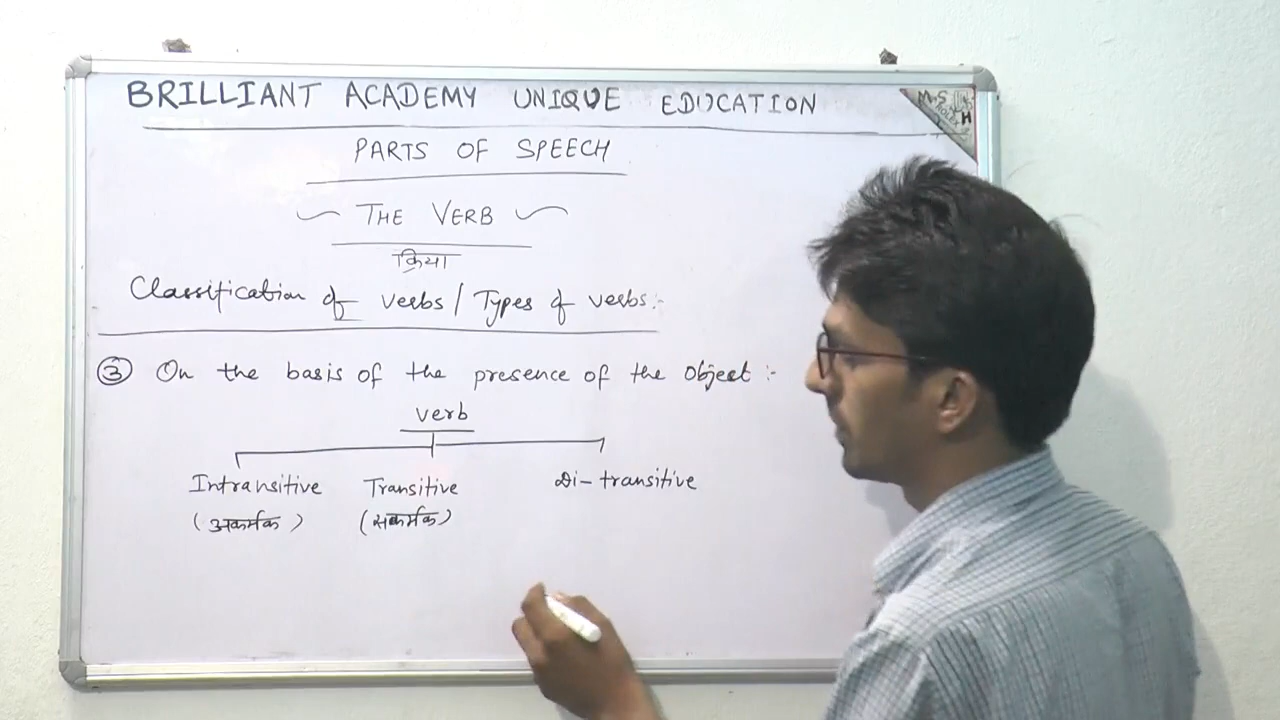 BRILLIANT ACADEMY UNIQUE EDUCATION
PARTS OF SPEECH
THE VERB
क्रिया
Classification of verbs / Types of verbs:-
③ On the basis of the presence of the object :-
verb
Intransitive Transitive Di-transitive
(अकर्मक) (सकर्मक)
M.S
H